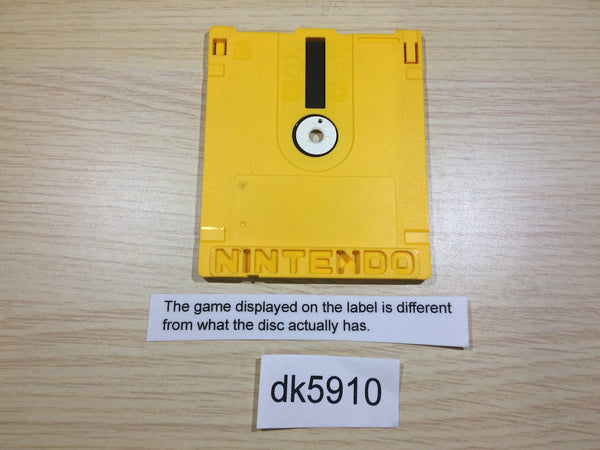 NINTENDO
The game displayed on the label is different
from what the disc actually has.
dk5910